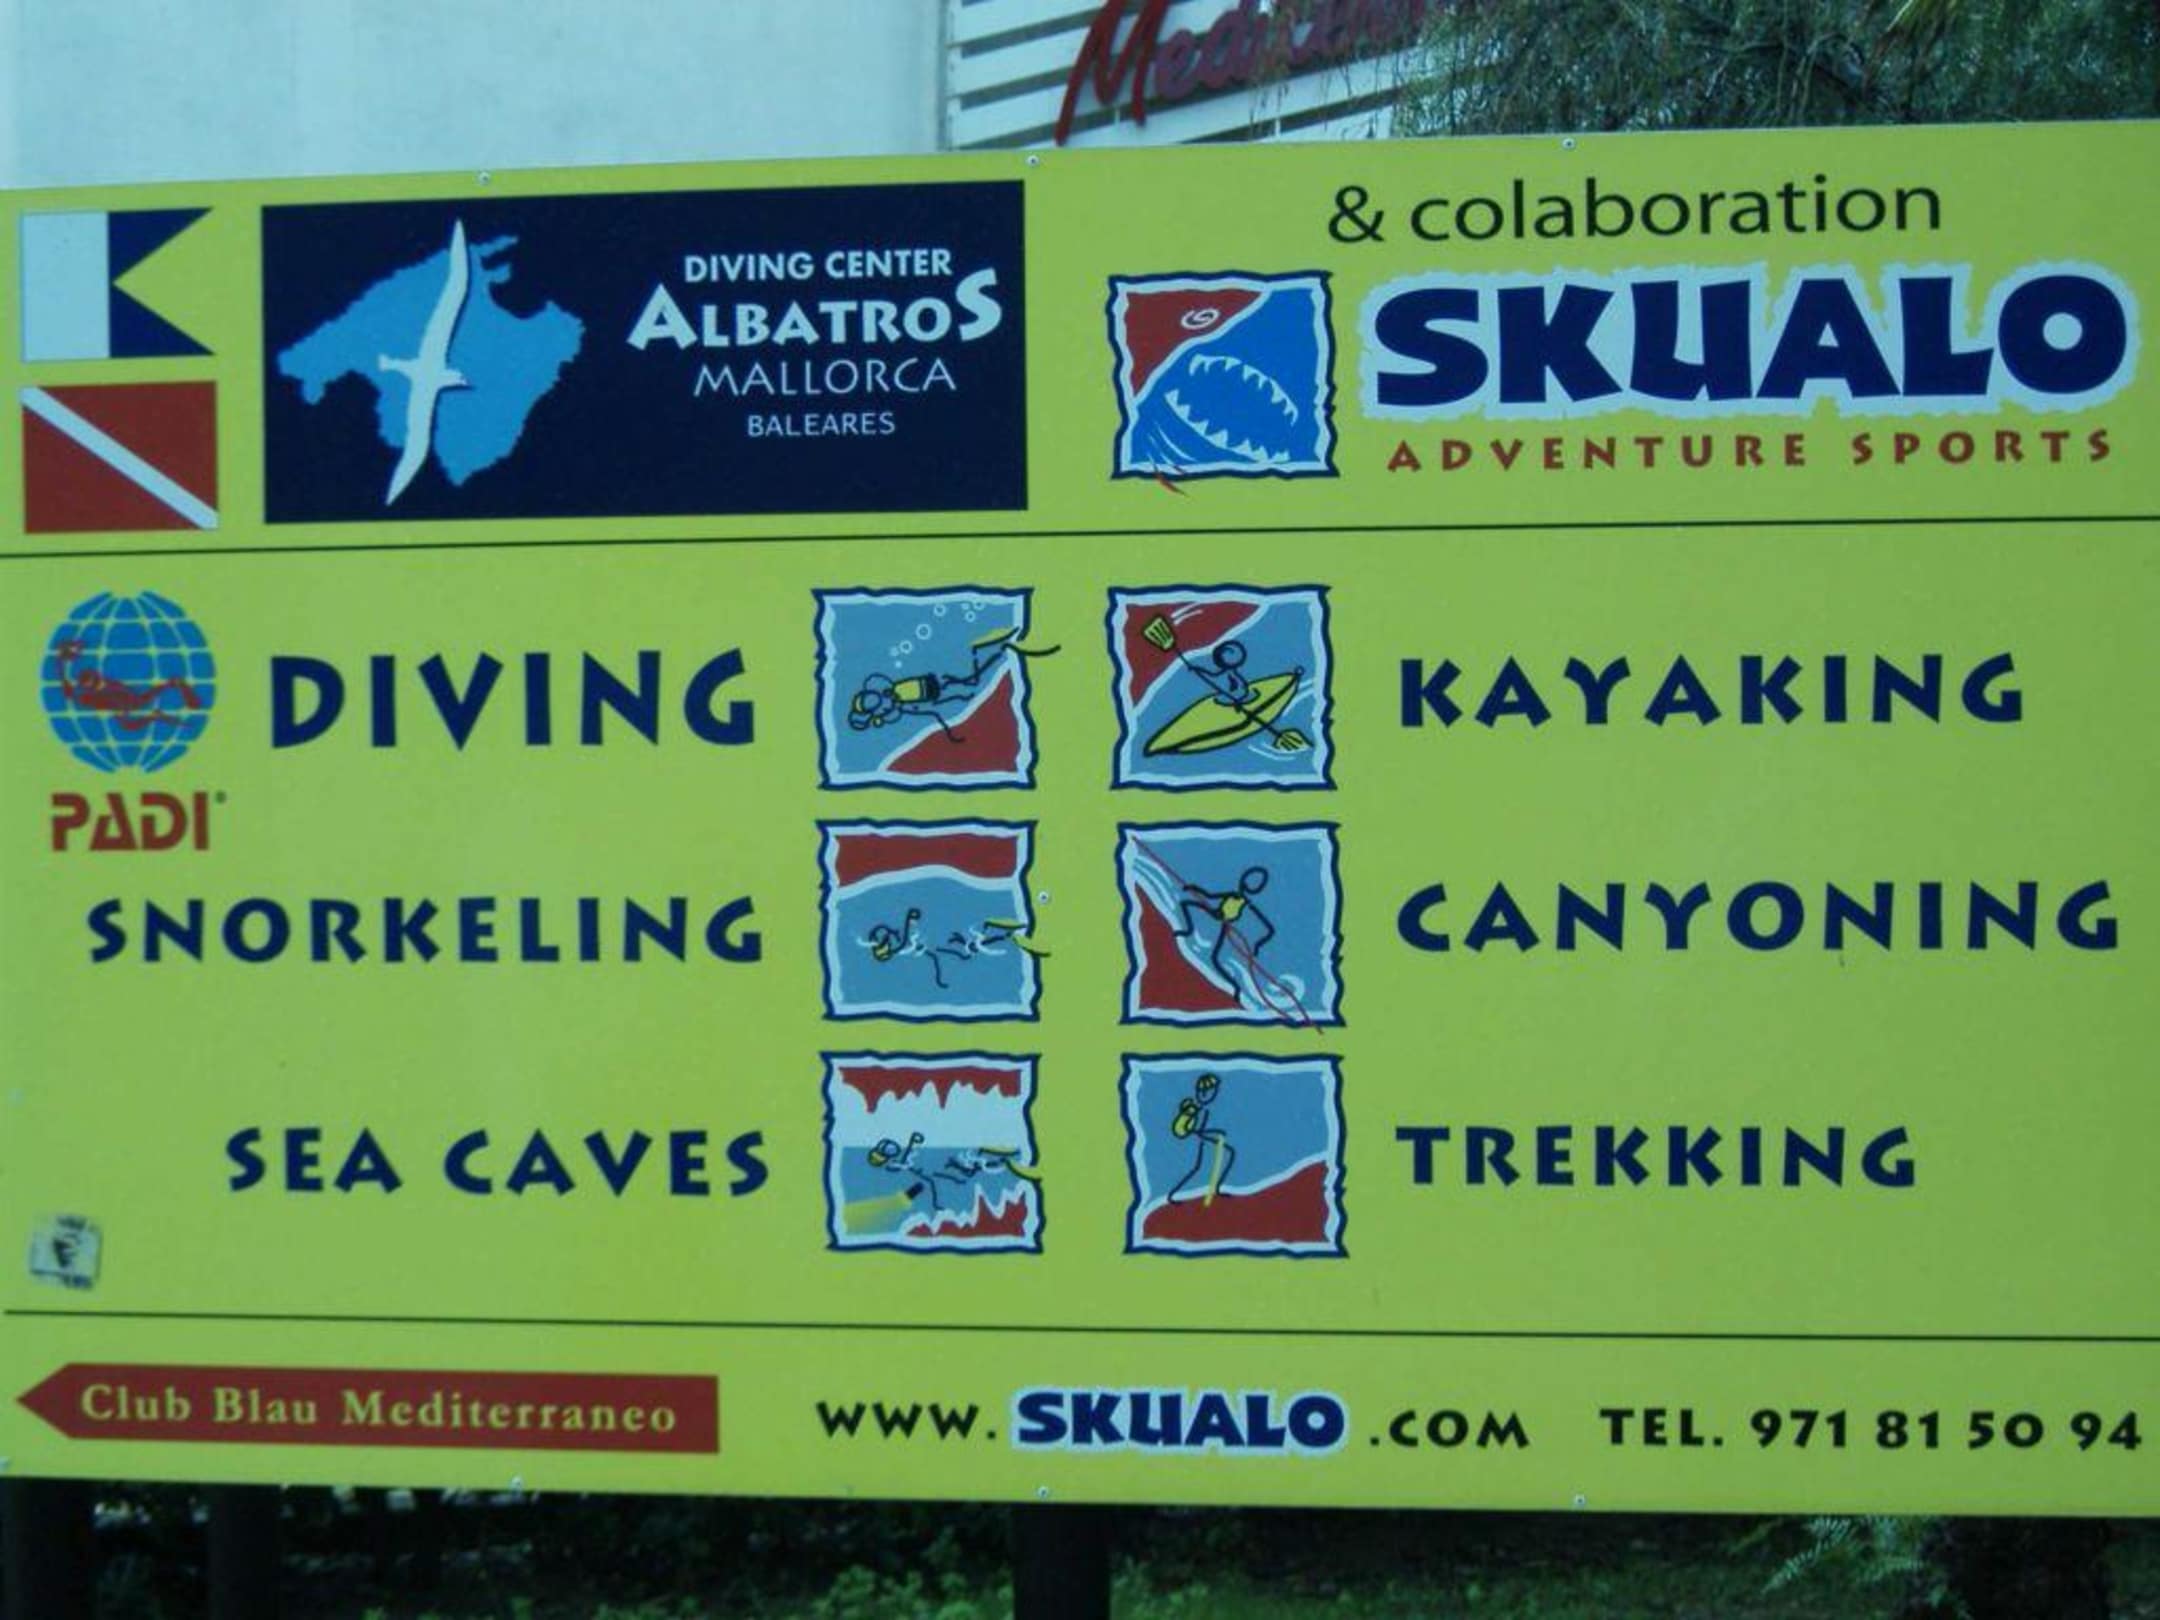 DIVING CENTER
ALBATROS
MALLORCA
BALEARES
& colaboration
SKUALO
ADVENTURE SPORTS
PADI®
DIVING
KAYAKING
SNORKELING
CANYONING
SEA CAVES
TREKKING
Club Blau Mediterraneo
WWW.SKUALO.COM TEL. 971 81 50 94